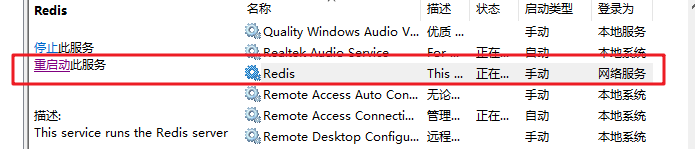 Redis
停止此服务
重启动此服务
描述:
This service runs the Redis server
名称 描述 状态 启动类型 登录为
Quality Windows Audio V... 优质 ... 手动 本地服务
Realtek Audio Service For ... 正在... 自动 本地系统
Redis This ... 正在... 手动 网络服务
Remote Access Auto Con... 无论... 手动 本地系统
Remote Access Connecti... 管理... 正在... 自动 本地系统
Remote Desktop Configu... 远程... 手动 本地系统